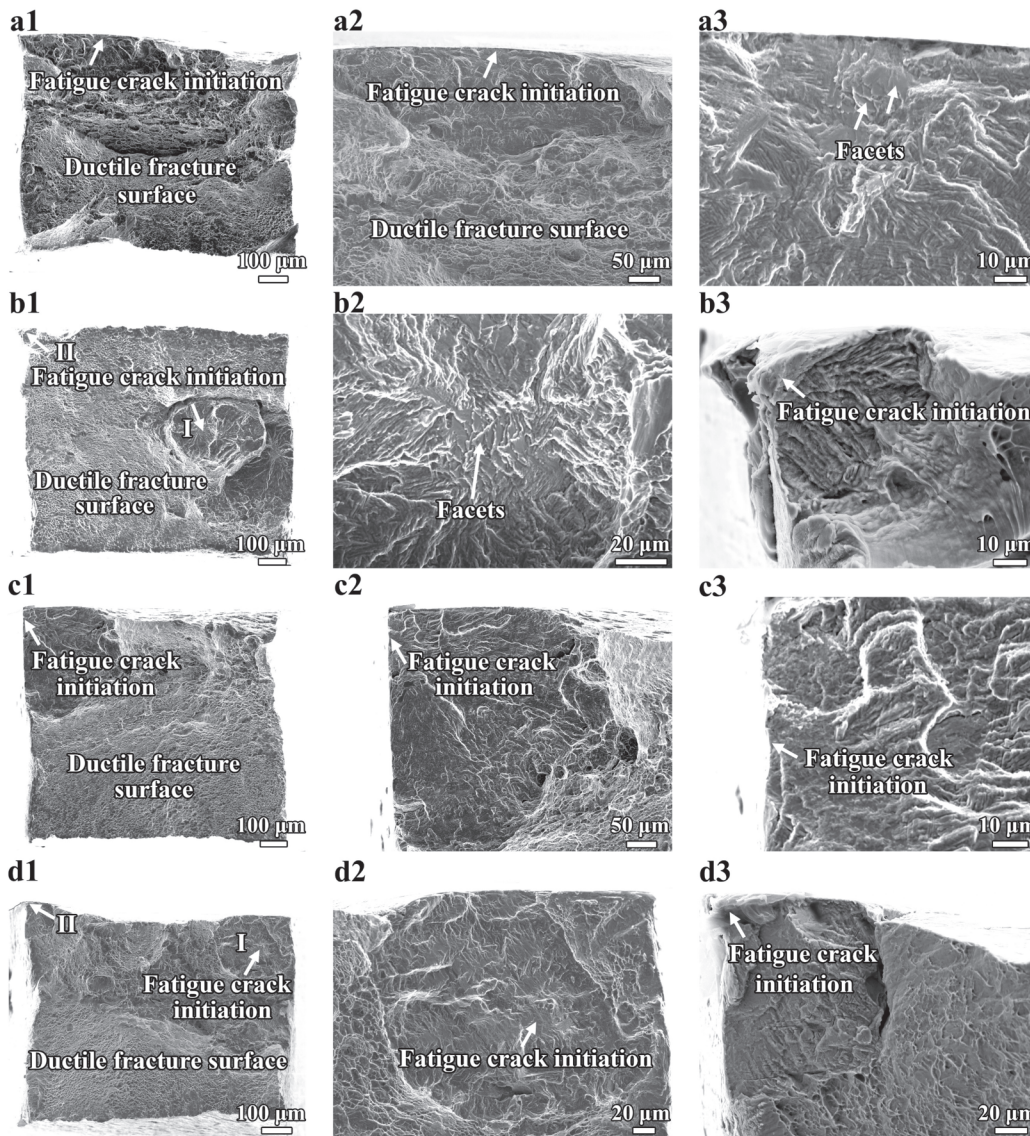 a1
Fatigue crack initiation
Ductile fracture
surface
100 μm
a2
Fatigue crack initiation
Ductile fracture surface
50 μm
a3
Facets
10 μm
b1
II
Fatigue crack initiation
I
Ductile fracture
surface
100 μm
b2
Facets
20 μm
b3
Fatigue crack initiation
10 μm
c1
Fatigue crack
initiation
Ductile fracture
surface
100 μm
c2
Fatigue crack
initiation
50 μm
c3
Fatigue crack
initiation
10 μm
d1
II
I
Fatigue crack
initiation
Ductile fracture surface
100 μm
d2
Fatigue crack initiation
20 μm
d3
Fatigue crack
initiation
20 μm